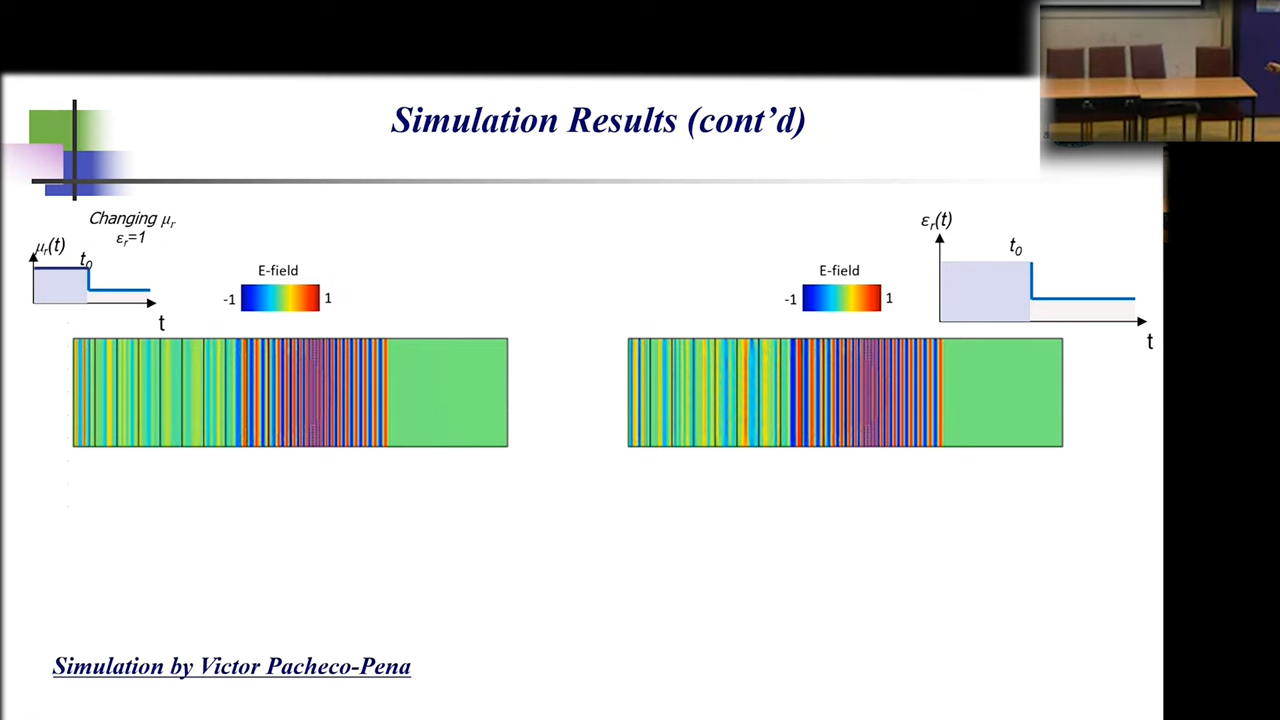 Simulation Results (cont'd)
Changing μr
εr=1
μr(t)
t0
t
E-field
-1
1
E-field
-1
1
εr(t)
t0
t
Simulation by Victor Pacheco-Pena